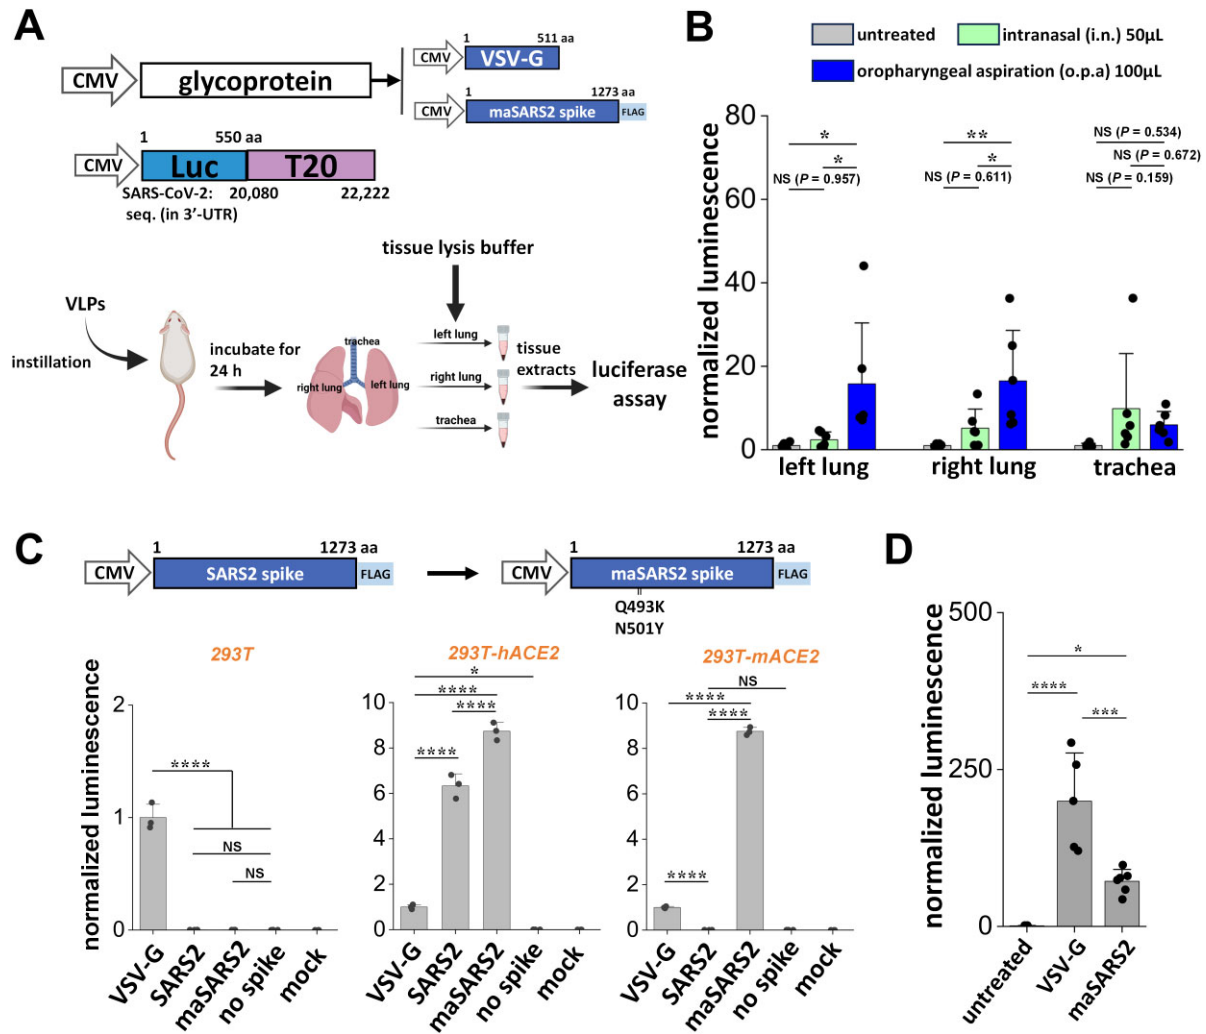 A
CMV
glycoprotein
1 511 aa
CMV
VSV-G
1 1273 aa
CMV
maSARS2 spike
FLAG
1 550 aa
CMV
Luc
T20
SARS-CoV-2: 20,080 22,222
seq. (in 3'-UTR)
tissue lysis buffer
VLPs
instillation
incubate for
24 h
trachea
right lung
left lung
left lung
right lung
trachea
tissue
extracts
luciferase
assay
B
untreated
intranasal (i.n.) 50µL
oropharyngeal aspiration (o.p.a) 100µL
normalized luminescence
80
60
40
20
0
*
*
NS (P = 0.957)
**
*
NS (P = 0.611)
NS (P = 0.534)
NS (P = 0.672)
NS (P = 0.159)
left lung
right lung
trachea
C
1 1273 aa
CMV
SARS2 spike
FLAG
1 1273 aa
CMV
maSARS2 spike
FLAG
Q493K
N501Y
normalized luminescence
293T
2
1
0
****
NS
NS
VSV-G
SARS2
maSARS2
no spike
mock
293T-hACE2
10
8
6
4
2
0
*
****
****
****
VSV-G
SARS2
maSARS2
no spike
mock
293T-mACE2
10
8
6
4
2
0
NS
****
****
****
VSV-G
SARS2
maSARS2
no spike
mock
D
normalized luminescence
500
250
0
*
****
***
untreated
VSV-G
maSARS2